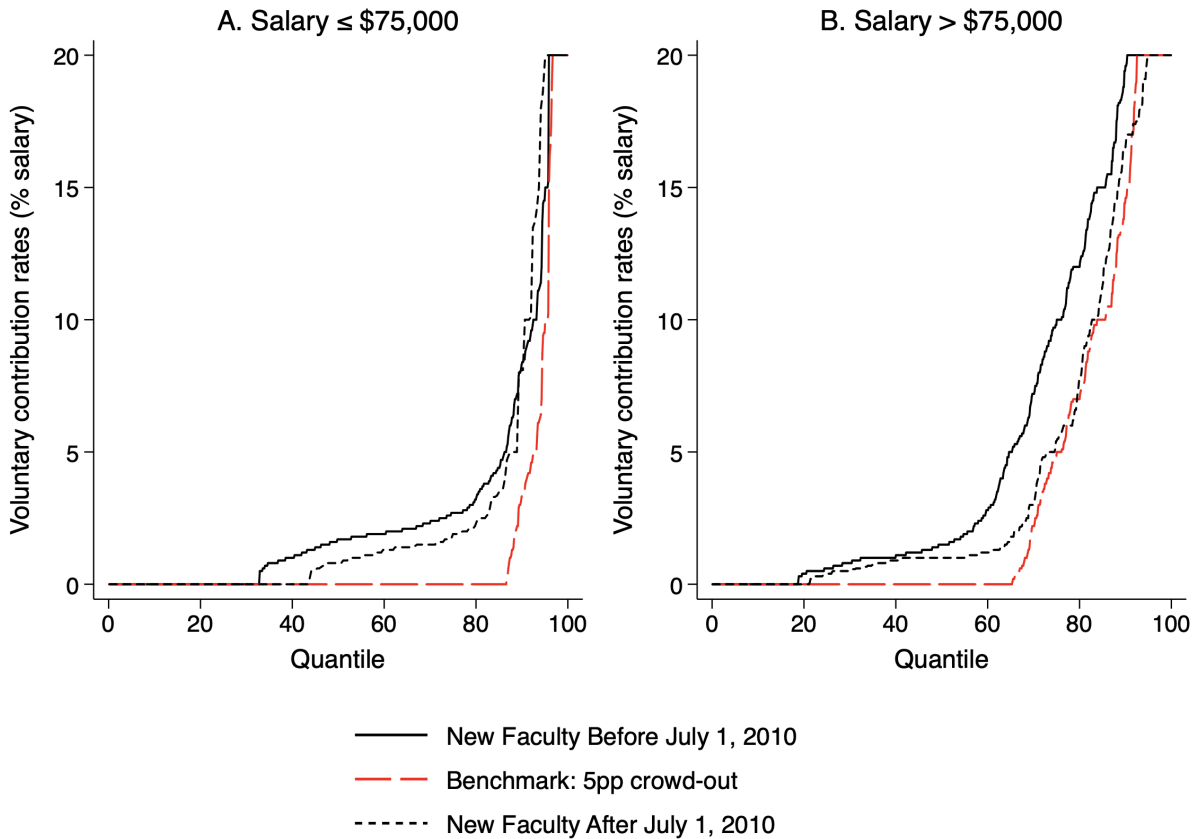 A. Salary ≤ $75,000
Voluntary contribution rates (% salary)
20
15
10
5
0
0 20 40 60 80 100
Quantile
B. Salary > $75,000
Voluntary contribution rates (% salary)
20
15
10
5
0
0 20 40 60 80 100
Quantile
New Faculty Before July 1, 2010
Benchmark: 5pp crowd-out
New Faculty After July 1, 2010